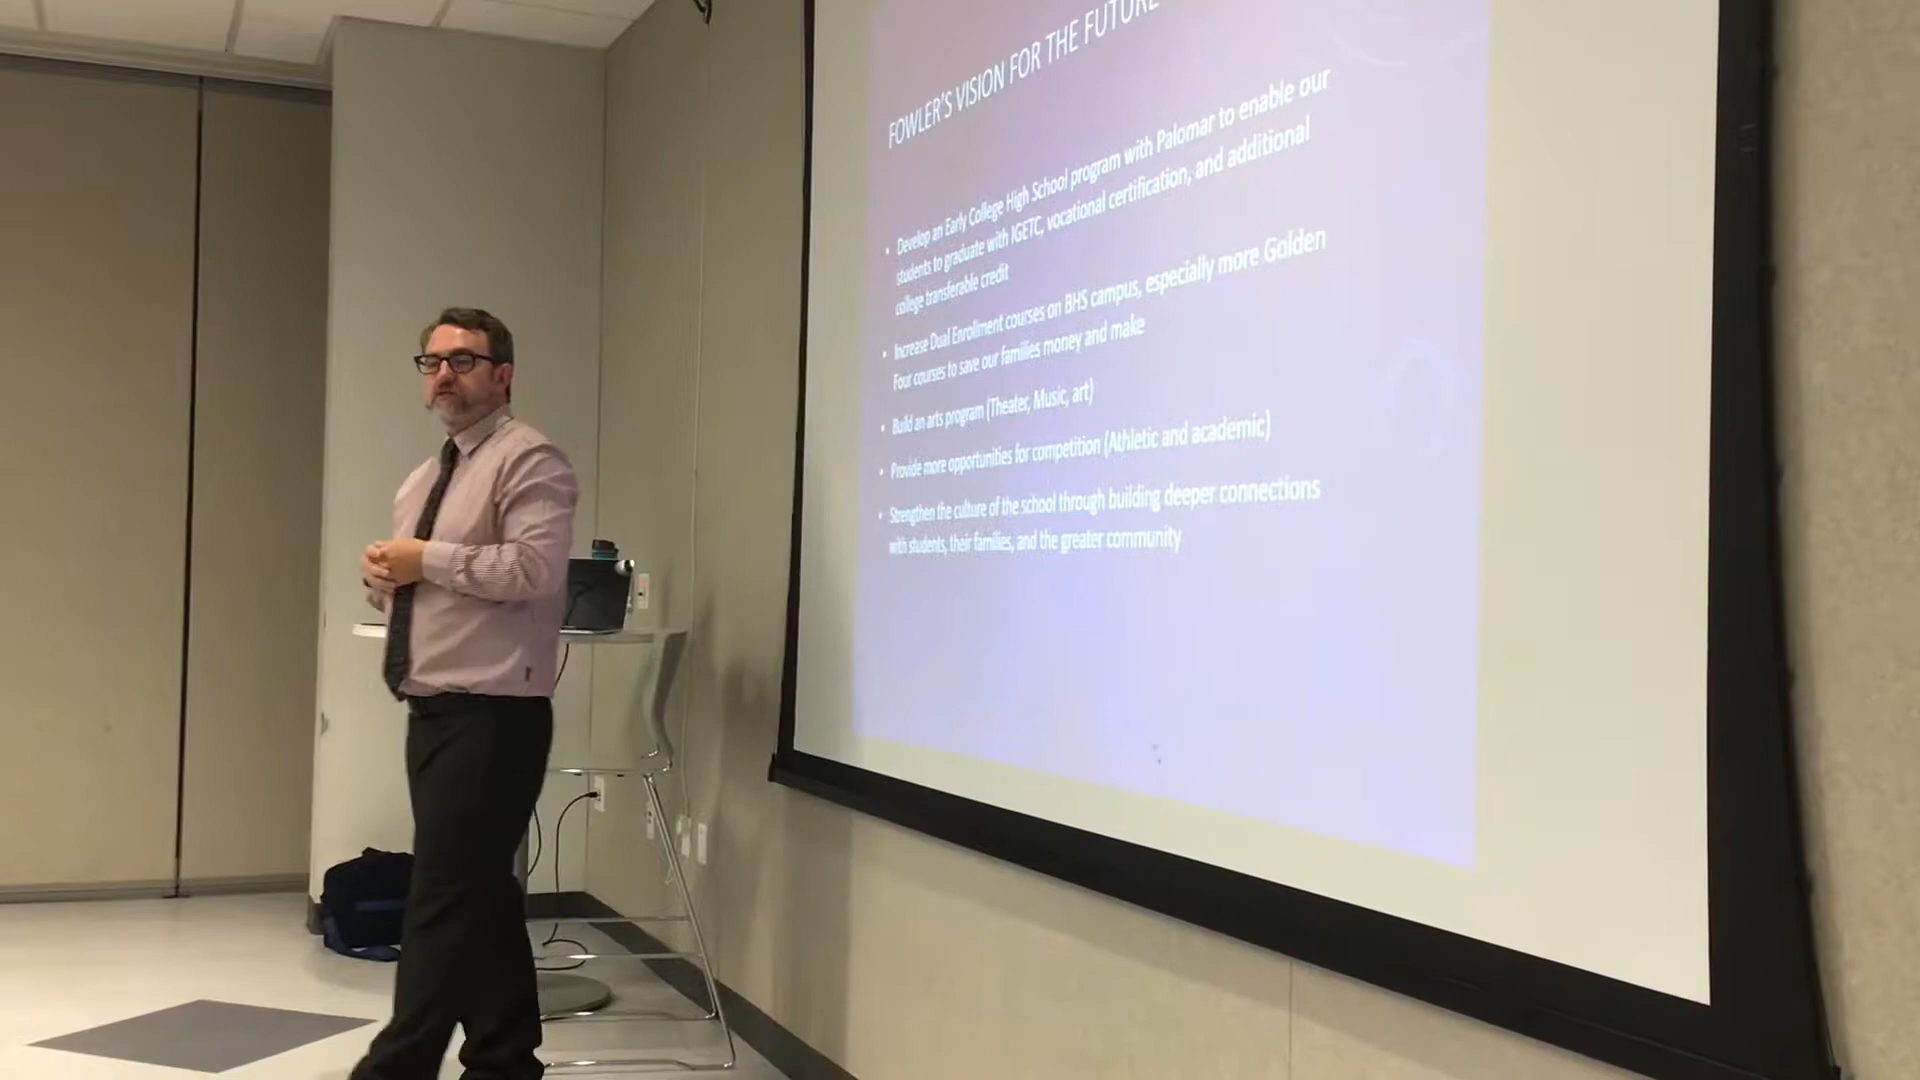 FOWLER'S VISION FOR THE FUTURE
• Develop an Early College High School program with Palomar to enable our
students to graduate with IGETC, vocational certification, and additional
college transferable credit
• Increase Dual Enrollment courses on BHS campus, especially more Golden
Four courses to save our families money and make
• Build an arts program (Theater, Music, art)
• Provide more opportunities for competition (Athletic and academic)
• Strengthen the culture of the school through building deeper connections
with students, their families, and the greater community